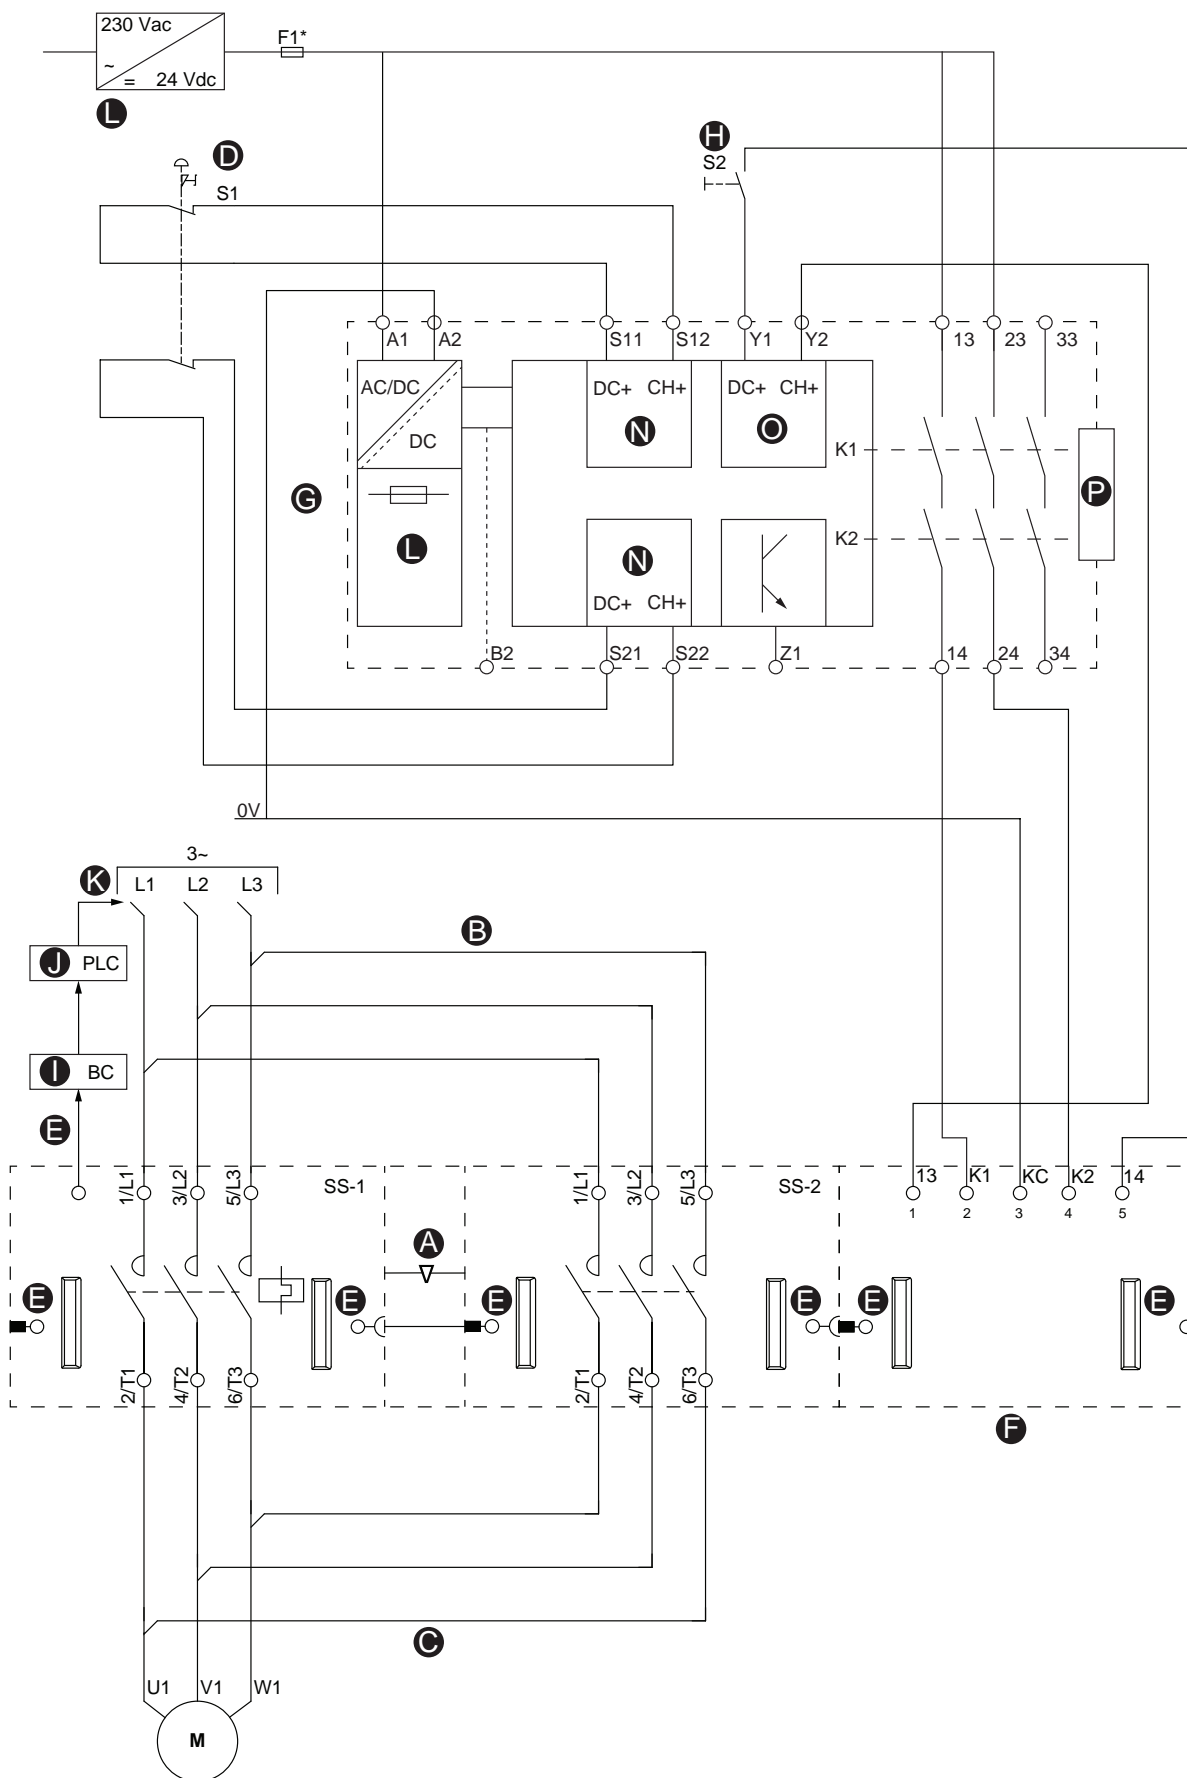 230 Vac
~
= 24 Vdc
F1*
L
D
S1
H
S2
A1
A2
S11
S12
Y1
Y2
13
23
33
AC/DC
DC
DC+ CH+
DC+ CH+
N
O
K1
G
P
L
N
K2
DC+ CH+
B2
S21
S22
Z1
14
24
34
0V
3~
K
L1
L2
L3
B
J PLC
I BC
E
1/L1
3/L2
5/L3
SS-1
1/L1
3/L2
5/L3
SS-2
13
K1
KC
K2
14
1
2
3
4
5
A
E
E
E
E
E
E
2/T1
4/T2
6/T3
2/T1
4/T2
6/T3
F
C
U1
V1
W1
M